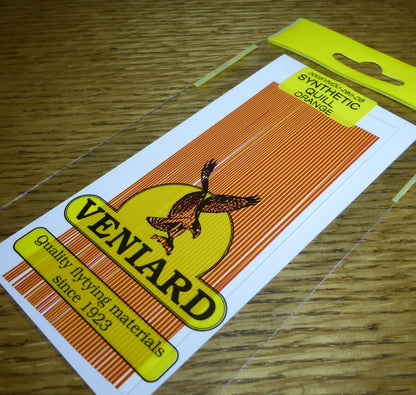 SYNTHETIC
QUILL
ORANGE
VENIARD
Quality flytying materials
since 1923